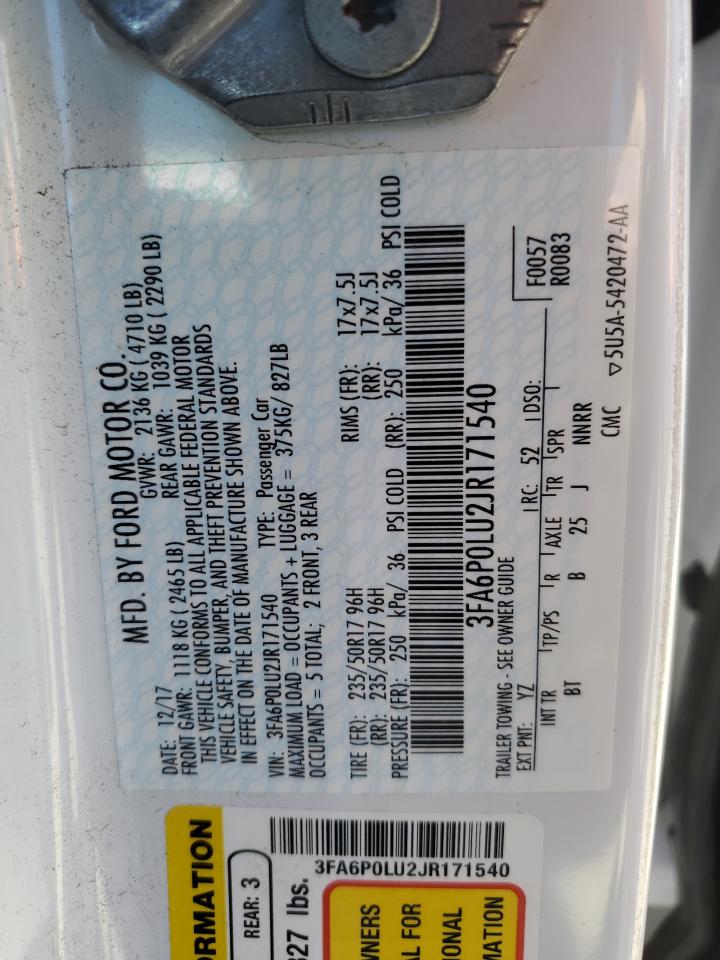 MFD. BY FORD MOTOR CO.
DATE: 12/17 GVWR: 2136 KG ( 4710 LB)
FRONT GAWR: 1118 KG ( 2465 LB) REAR GAWR: 1039 KG ( 2290 LB)
THIS VEHICLE CONFORMS TO ALL APPLICABLE FEDERAL MOTOR
VEHICLE SAFETY, BUMPER, AND THEFT PREVENTION STANDARDS
IN EFFECT ON THE DATE OF MANUFACTURE SHOWN ABOVE.
VIN: 3FA6P0LU2JR171540 TYPE: Passenger Car
MAXIMUM LOAD = OCCUPANTS + LUGGAGE = 375KG/ 827LB
OCCUPANTS = 5 TOTAL; 2 FRONT, 3 REAR
TIRE (FR): 235/50R17 96H RIMS (FR): 17x7.5J
(RR): 235/50R17 96H (RR): 17x7.5J
PRESSURE (FR): 250 kPa/ 36 PSI COLD (RR): 250 kPa/ 36 PSI COLD
3FA6P0LU2JR171540
TRAILER TOWING - SEE OWNER GUIDE
EXT PNT: YZ RC: 52 DSO: F0057
R0083
INT TR TP/PS R AXLE TR SPR
BT B 25 J NNRR
CMC ▽5U5A-5420472-AA
ORMATION
REAR: 3
827 lbs.
3FA6P0LU2JR171540
WNERS
AL FOR
IONAL
MATION